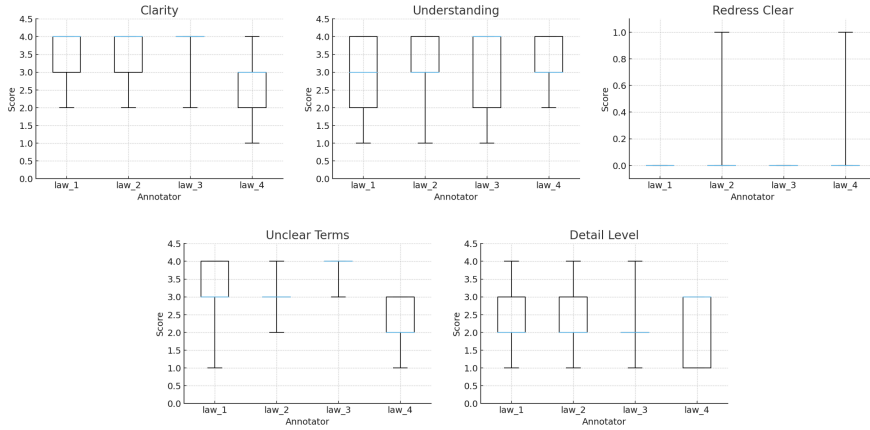 Clarity
4.5
4.0
3.5
3.0
2.5
2.0
1.5
1.0
0.5
0.0
Score
law_1 law_2 law_3 law_4
Annotator
Understanding
4.5
4.0
3.5
3.0
2.5
2.0
1.5
1.0
0.5
0.0
Score
law_1 law_2 law_3 law_4
Annotator
Redress Clear
1.0
0.8
0.6
0.4
0.2
0.0
Score
law_1 law_2 law_3 law_4
Annotator
Unclear Terms
4.5
4.0
3.5
3.0
2.5
2.0
1.5
1.0
0.5
0.0
Score
law_1 law_2 law_3 law_4
Annotator
Detail Level
4.5
4.0
3.5
3.0
2.5
2.0
1.5
1.0
0.5
0.0
Score
law_1 law_2 law_3 law_4
Annotator